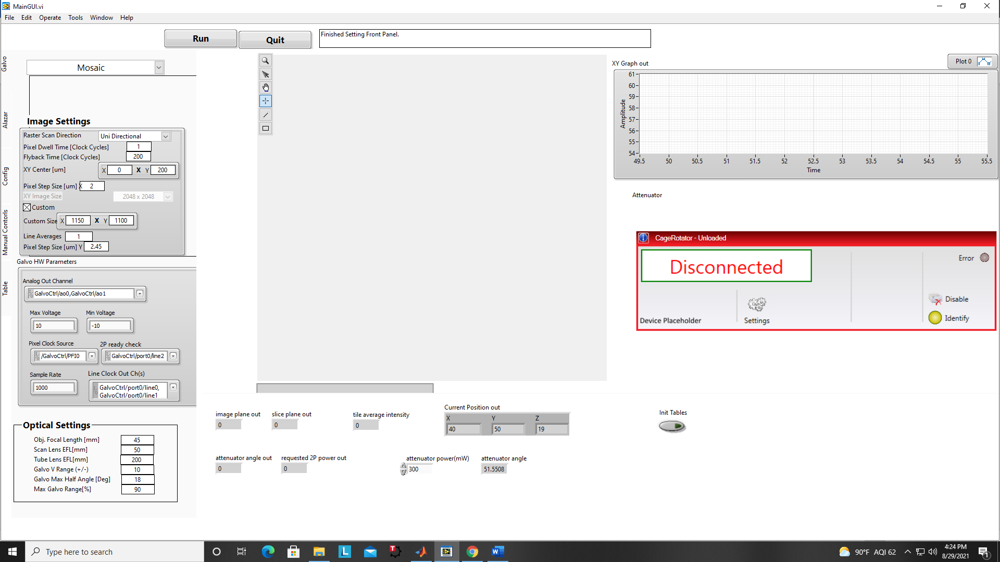 MainGUI.vi
File Edit Operate Tools Window Help
Run Quit Finished Setting Front Panel.
Galvo
Alazar
Config
Manual Contorls
Table
Mosaic
Image Settings
Raster Scan Direction Uni Directional
Pixel Dwell Time [Clock Cycles] 1
Flyback Time [Clock Cycles] 200
XY Center [um] X 0 X Y 200
Pixel Step Size [um] X 2
XY Image Size 2048 x 2048
Custom
Custom Size X 1150 X Y 1100
Line Averages 1
Pixel Step Size [um] Y 2.45
Galvo HW Parameters
Analog Out Channel
GalvoCtrl/ao0,GalvoCtrl/ao1
Max Voltage Min Voltage
10 -10
Pixel Clock Source 2P ready check
/GalvoCtrl/PFI0 GalvoCtrl/port0/line2
Sample Rate Line Clock Out Ch(s)
1000 GalvoCtrl/port0/line0,
GalvoCtrl/port0/line1
Optical Settings
Obj. Focal Length [mm] 45
Scan Lens EFL[mm] 50
Tube Lens EFL[mm] 200
Galvo V Range (+/-) 10
Galvo Max Half Angle [Deg] 18
Max Galvo Range[%] 90
XY Graph out
Plot 0
Amplitude
61
60
59
58
57
56
55
54
49.5 50 50.5 51 51.5 52 52.5 53 53.5 54 54.5 55 55.5
Time
Attenuator
CageRotator - Unloaded
Disconnected
Error
Device Placeholder
Settings
Disable
Identify
image plane out slice plane out tile average intensity
0 0 0
Current Position out
X Y Z
40 50 19
Init Tables
attenuator angle out requested 2P power out attenuator power(mW) attenuator angle
0 0 300 51.5508
Type here to search
90°F AQI 62
4:24 PM
8/29/2021
1